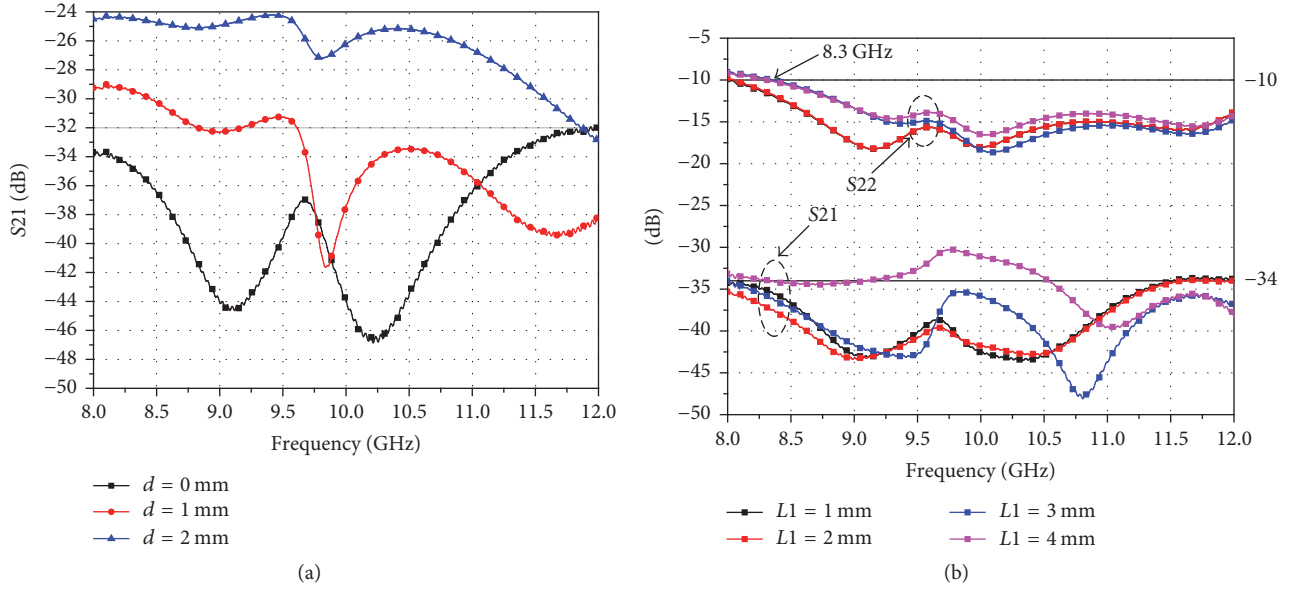 −24
−26
−28
−30
−32
−34
−36
−38
−40
−42
−44
−46
−48
−50
S21 (dB)
8.0 8.5 9.0 9.5 10.0 10.5 11.0 11.5 12.0
Frequency (GHz)
d = 0 mm
d = 1 mm
d = 2 mm
(a)
−5
−10
−15
−20
−25
−30
−35
−40
−45
−50
(dB)
8.3 GHz
S22
S21
−10
−34
8.0 8.5 9.0 9.5 10.0 10.5 11.0 11.5 12.0
Frequency (GHz)
L1 = 1 mm
L1 = 2 mm
L1 = 3 mm
L1 = 4 mm
(b)